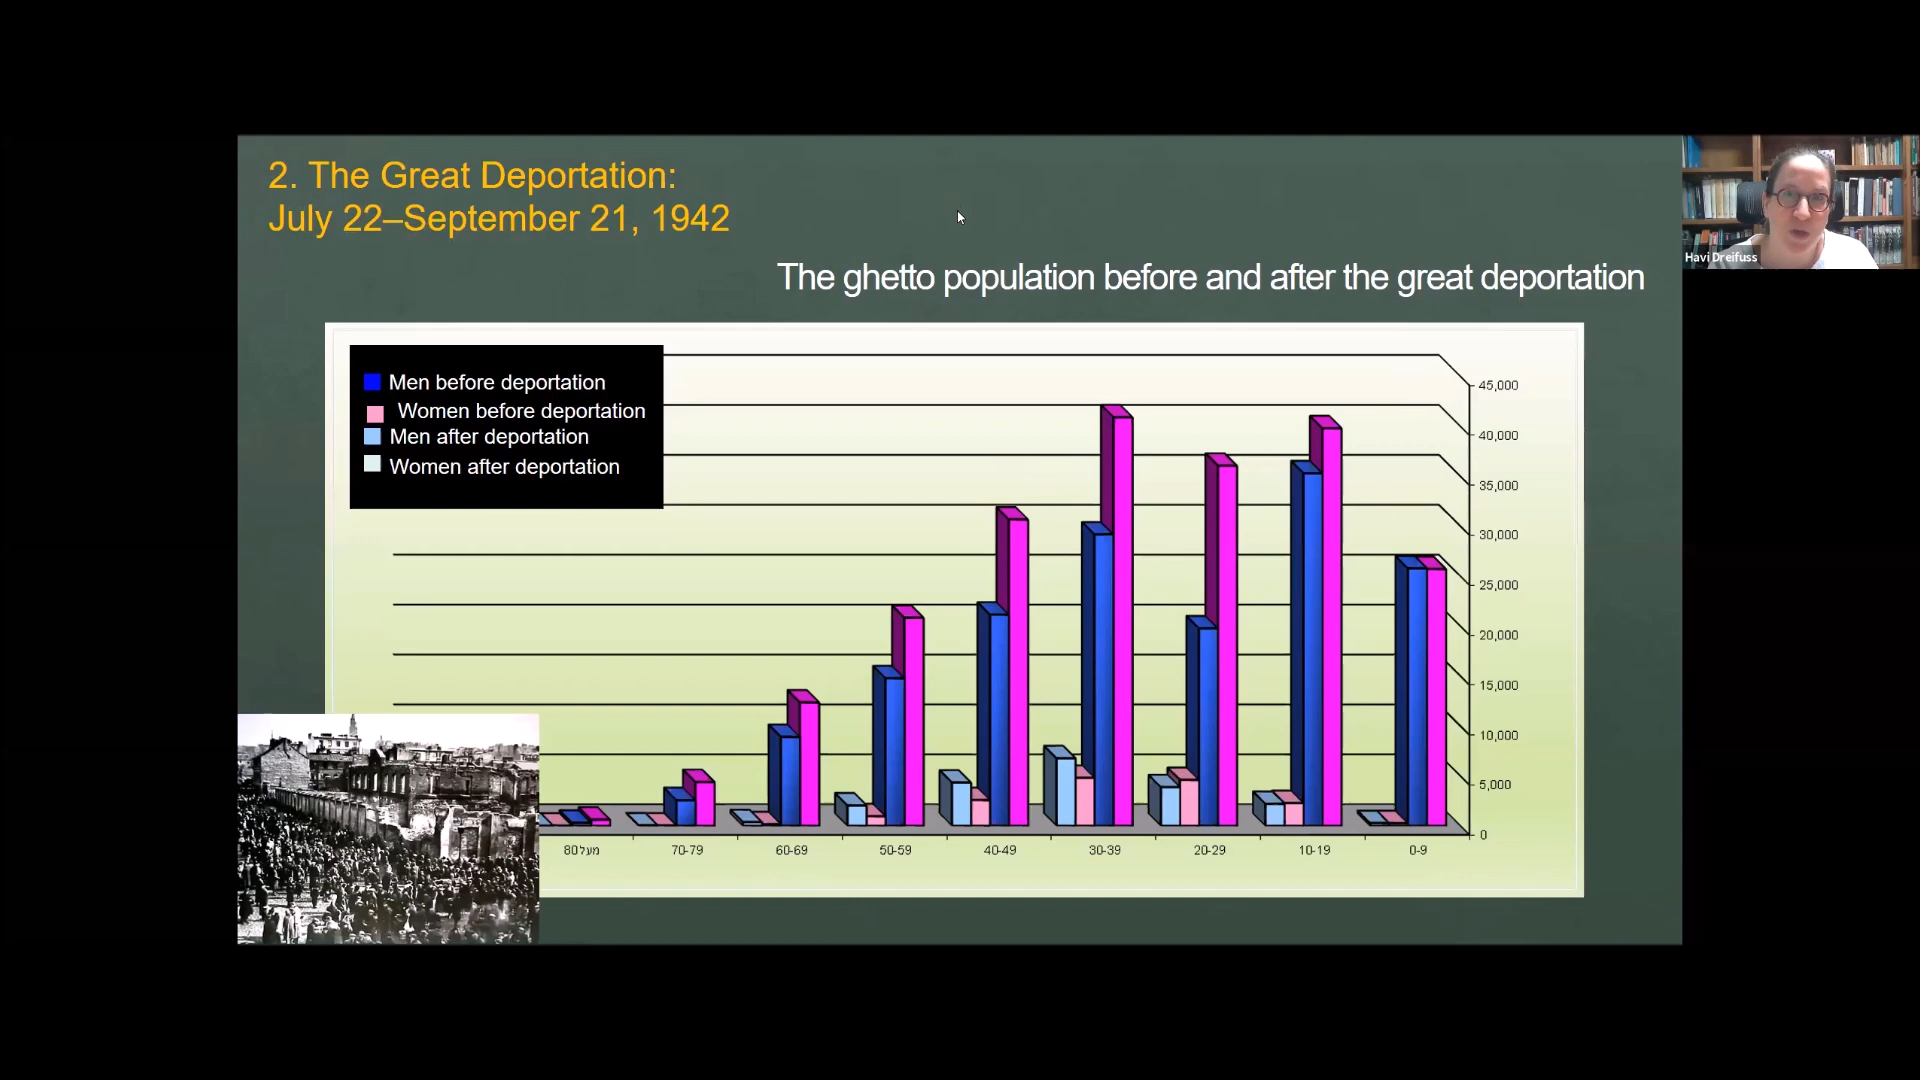 2. The Great Deportation:
July 22–September 21, 1942
Havi Dreifuss
The ghetto population before and after the great deportation
Men before deportation
Women before deportation
Men after deportation
Women after deportation
45,000
40,000
35,000
30,000
25,000
20,000
15,000
10,000
5,000
0
מעל 80
70-79
60-69
50-59
40-49
30-39
20-29
10-19
0-9